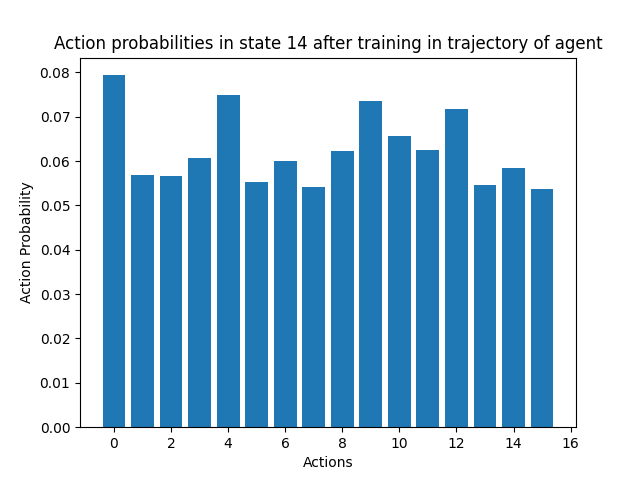 Action probabilities in state 14 after training in trajectory of agent
0.08
0.07
0.06
0.05
0.04
0.03
0.02
0.01
0.00
Action Probability
0 2 4 6 8 10 12 14 16
Actions